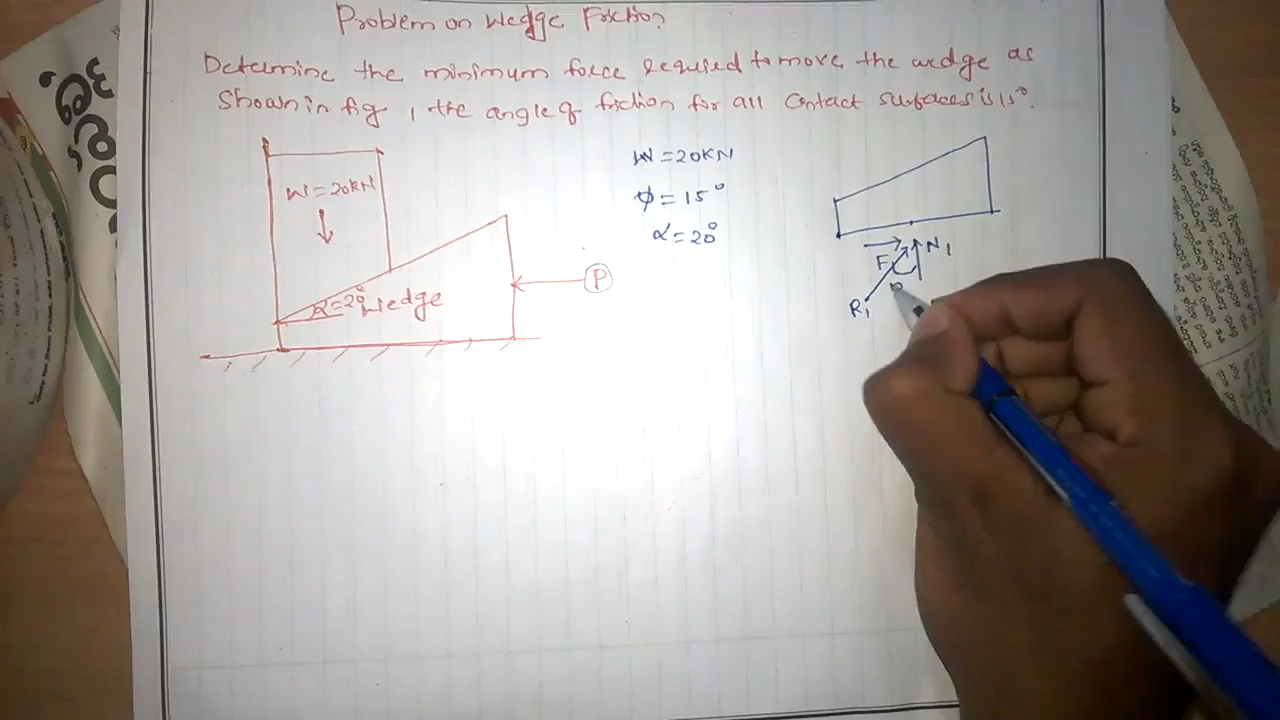 Problem on Wedge Friction
Determine the minimum force required to move the wedge as
Shown in fig, the angle of friction for all Contact surfaces is 15°.
W=20KN
α=20°
Wedge
P
W=20KN
φ=15°
α=20°
F
N1
R1